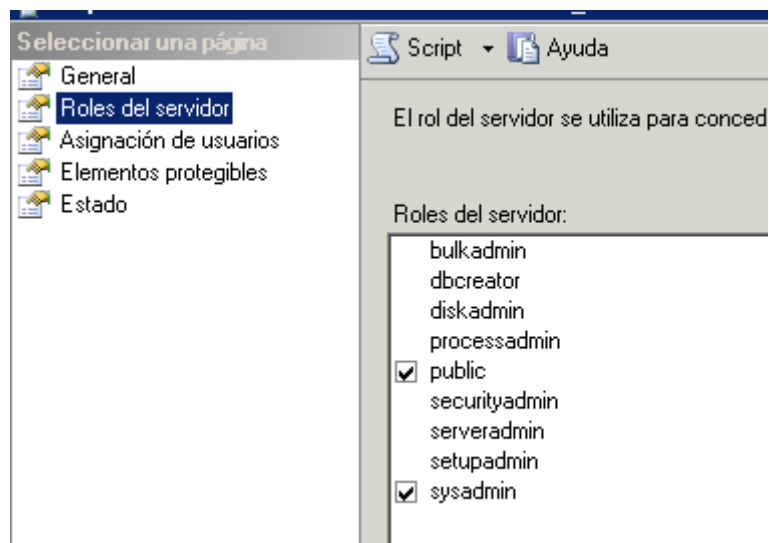 Seleccionar una página
General
Roles del servidor
Asignación de usuarios
Elementos protegibles
Estado
Script Ayuda
El rol del servidor se utiliza para conced
Roles del servidor:
bulkadmin
dbcreator
diskadmin
processadmin
public
securityadmin
serveradmin
setupadmin
sysadmin